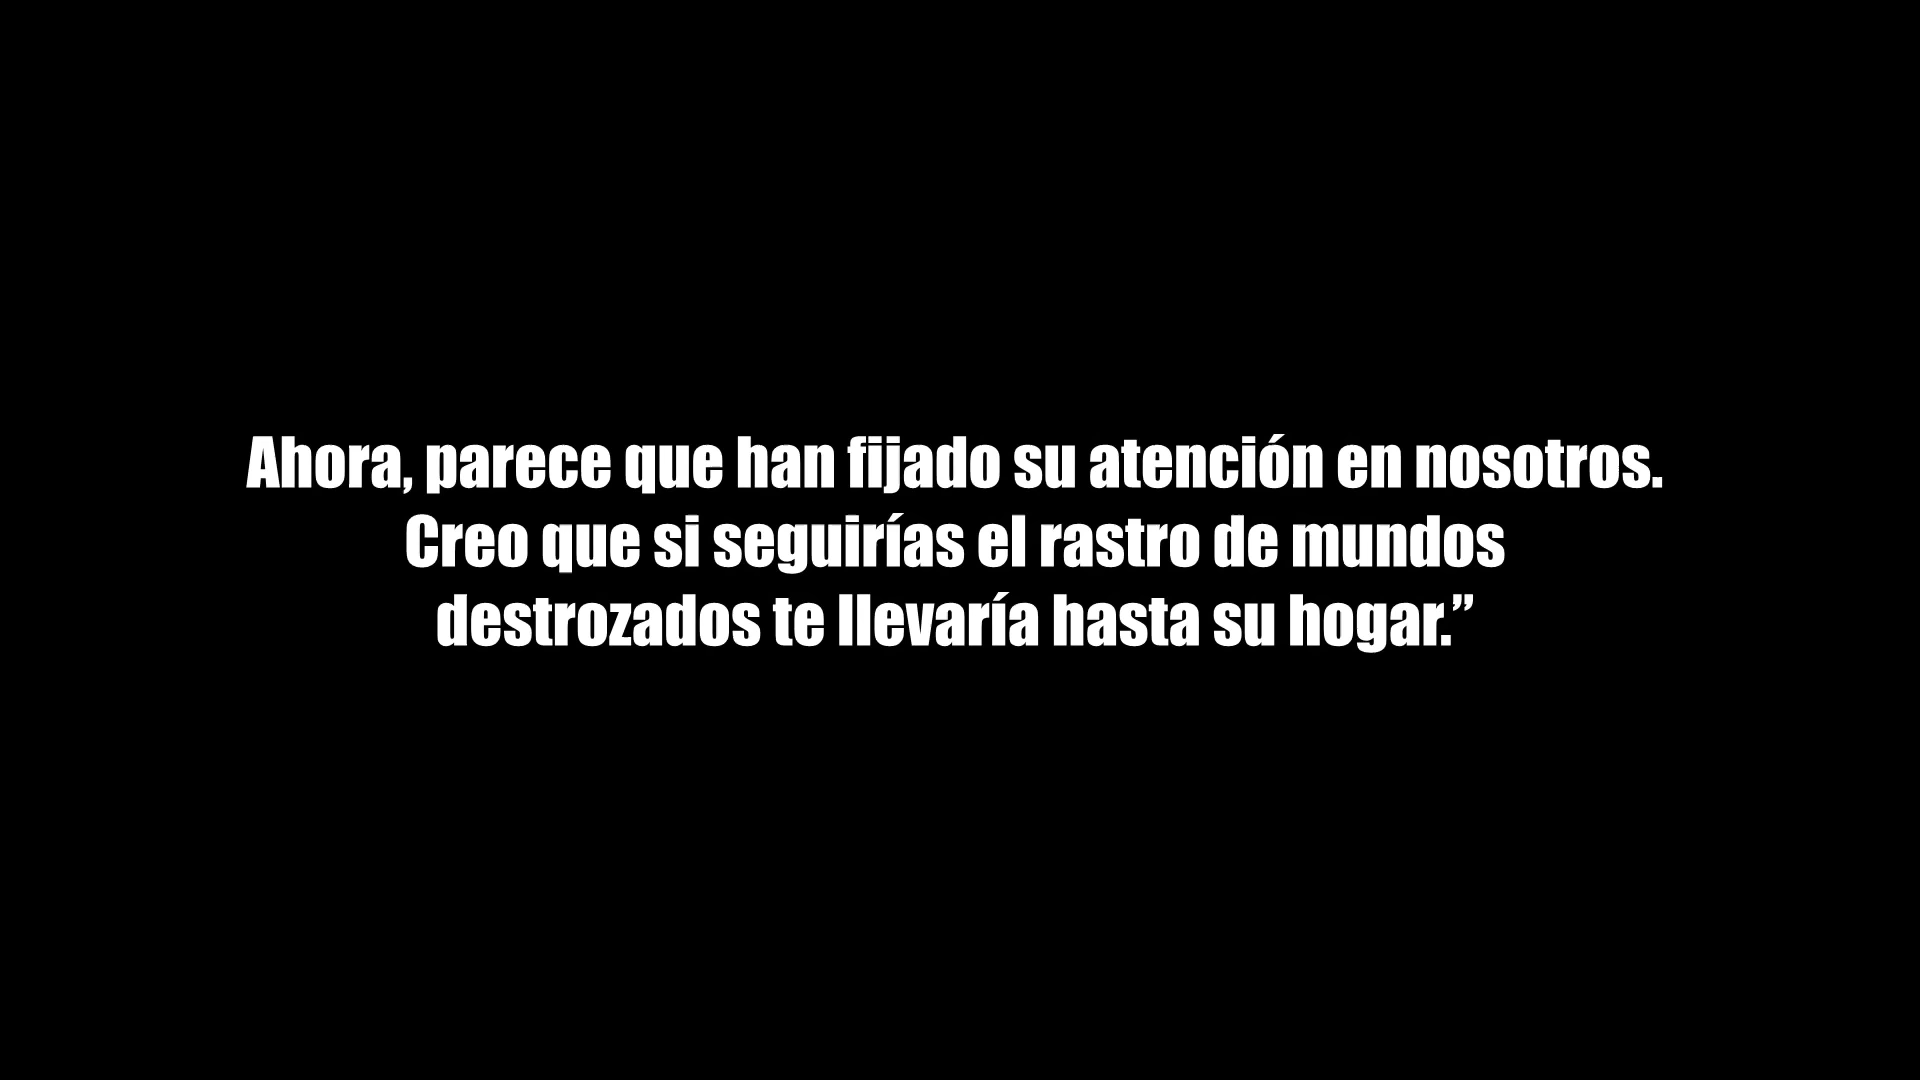 Ahora, parece que han fijado su atención en nosotros.
Creo que si seguirías el rastro de mundos
destrozados te llevaría hasta su hogar.”